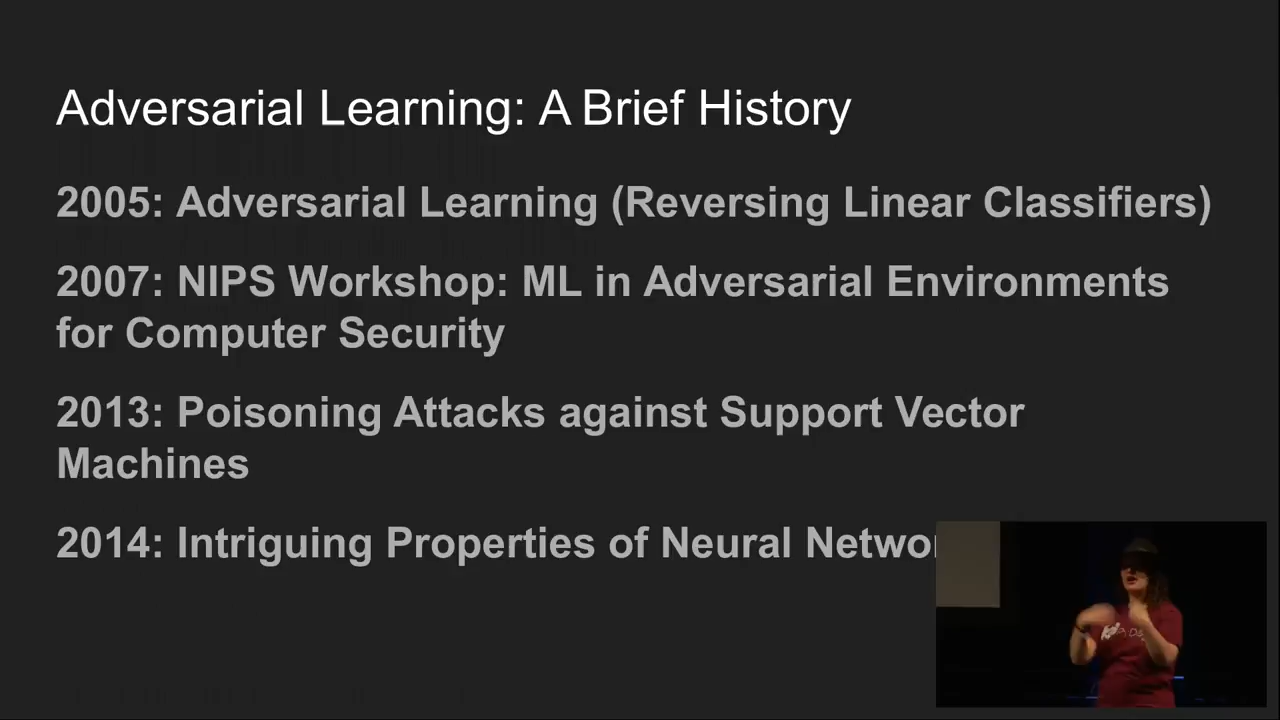 Adversarial Learning: A Brief History
2005: Adversarial Learning (Reversing Linear Classifiers)
2007: NIPS Workshop: ML in Adversarial Environments
for Computer Security
2013: Poisoning Attacks against Support Vector
Machines
2014: Intriguing Properties of Neural